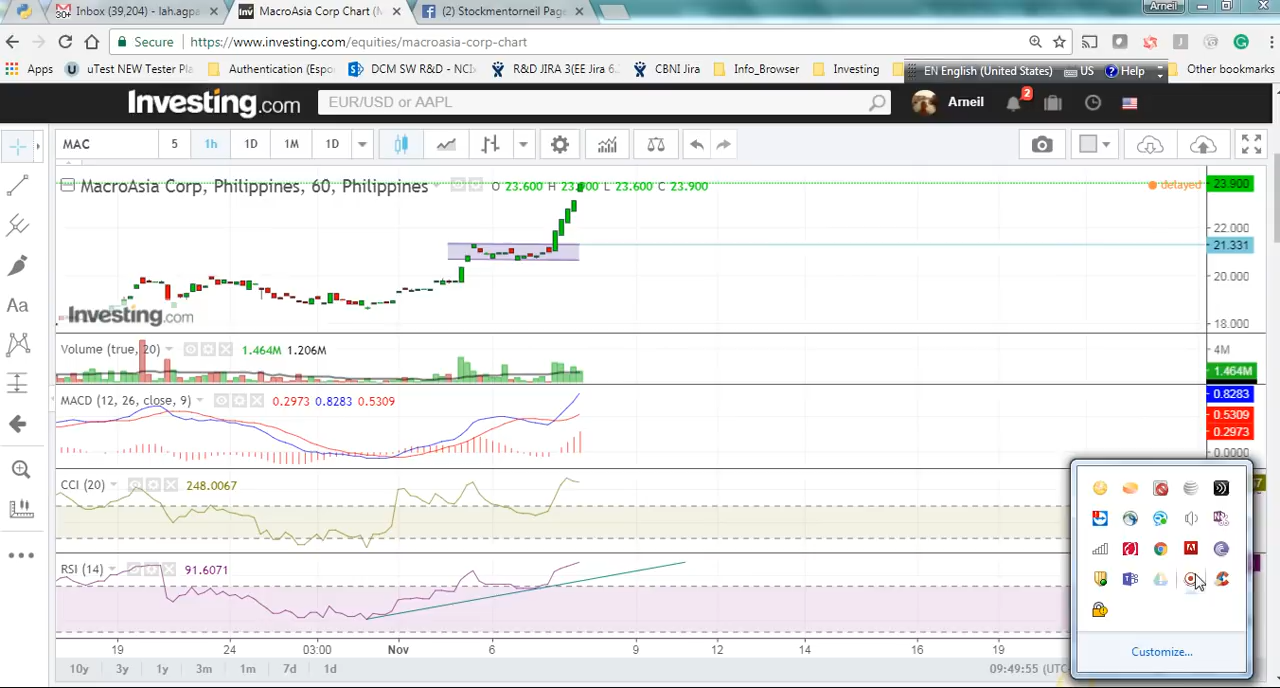 Arneil
30+ Inbox (39,204) - lah.agpa
MacroAsia Corp Chart (M
(2) Stockmentorneil Page
Secure https://www.investing.com/equities/macroasia-corp-chart
Apps uTest NEW Tester Pla Authentication (Espo DCM SW R&D - NCI R&D JIRA 3(EE Jira 6. CBNI Jira Info_Browser Investing Other bookmarks
EN English (United States) US Help
Investing.com EUR/USD or AAPL Arneil 2
MAC 5 1h 1D 1M 1D
MacroAsia Corp, Philippines, 60, Philippines O 23.600 H 23.900 L 23.600 C 23.900
delayed 23.900
22.000
21.331
20.000
18.000
Investing.com
Volume (true, 20) 1.464M 1.206M
4M
1.464M
MACD (12, 26, close, 9) 0.2973 0.8283 0.5309
0.8283
0.5309
0.2973
0.0000
CCI (20) 248.0067
RSI (14) 91.6071
19 24 03:00 Nov 6 9 12 14 16 19
10y 3y 1y 3m 1m 7d 1d
09:49:55 (UTC-
Customize...